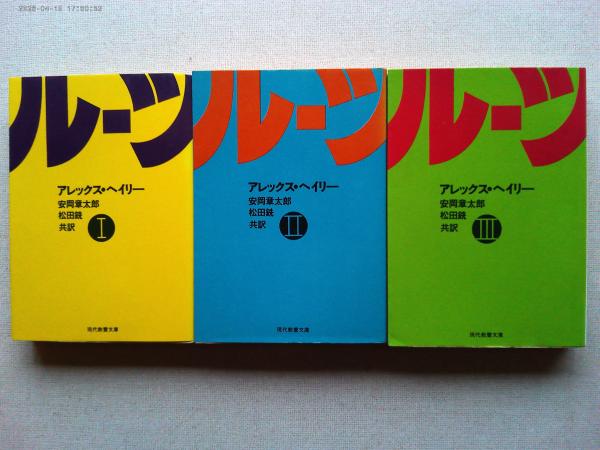 2026-04-16 17:50:52
ルーツ
アレックス・ヘイリー
安岡章太郎
松田銑
共訳
I
現代教養文庫
ルーツ
アレックス・ヘイリー
安岡章太郎
松田銑
共訳
II
現代教養文庫
ルーツ
アレックス・ヘイリー
安岡章太郎
松田銑
共訳
III
現代教養文庫